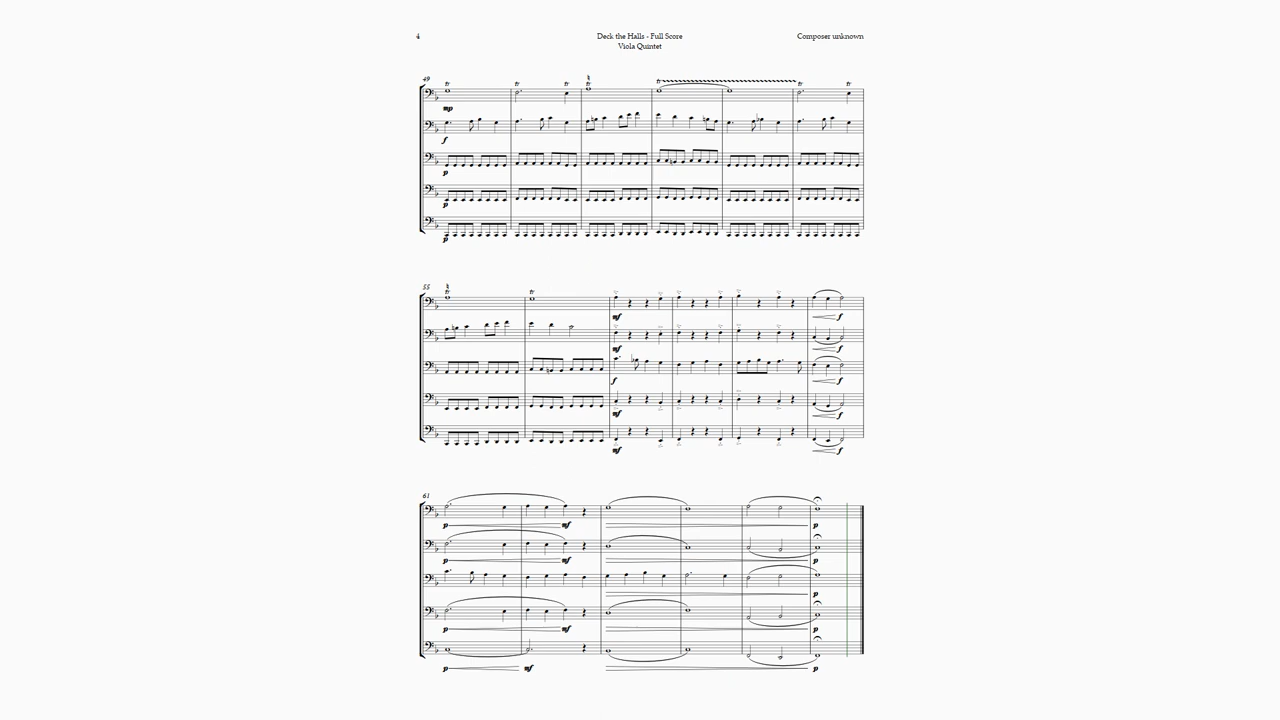 4 Deck the Halls - Full Score Composer unknown
Viola Quintet
49
mp
f
p
p
p
55
mf f
mf f
f f
mf f
mf f
61
p mf p
p mf p
p
p mf p
p mf p